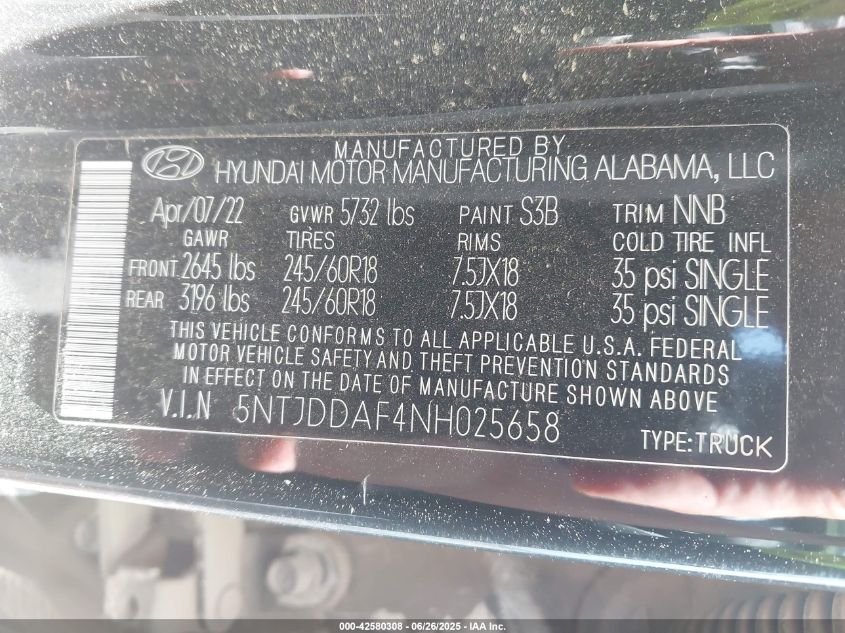 MANUFACTURED BY
HYUNDAI MOTOR MANUFACTURING ALABAMA, LLC
Apr/07/22 GVWR 5732 lbs PAINT S3B TRIM NNB
GAWR TIRES RIMS COLD TIRE INFL
FRONT 2645 lbs 245/60R18 7.5JX18 35 psi SINGLE
REAR 3196 lbs 245/60R18 7.5JX18 35 psi SINGLE
THIS VEHICLE CONFORMS TO ALL APPLICABLE U.S.A. FEDERAL
MOTOR VEHICLE SAFETY AND THEFT PREVENTION STANDARDS
IN EFFECT ON THE DATE OF MANUFACTURE SHOWN ABOVE
V.I.N 5NTJDDAF4NH025658
TYPE:TRUCK
000-42580308 - 06/26/2025 - IAA Inc.